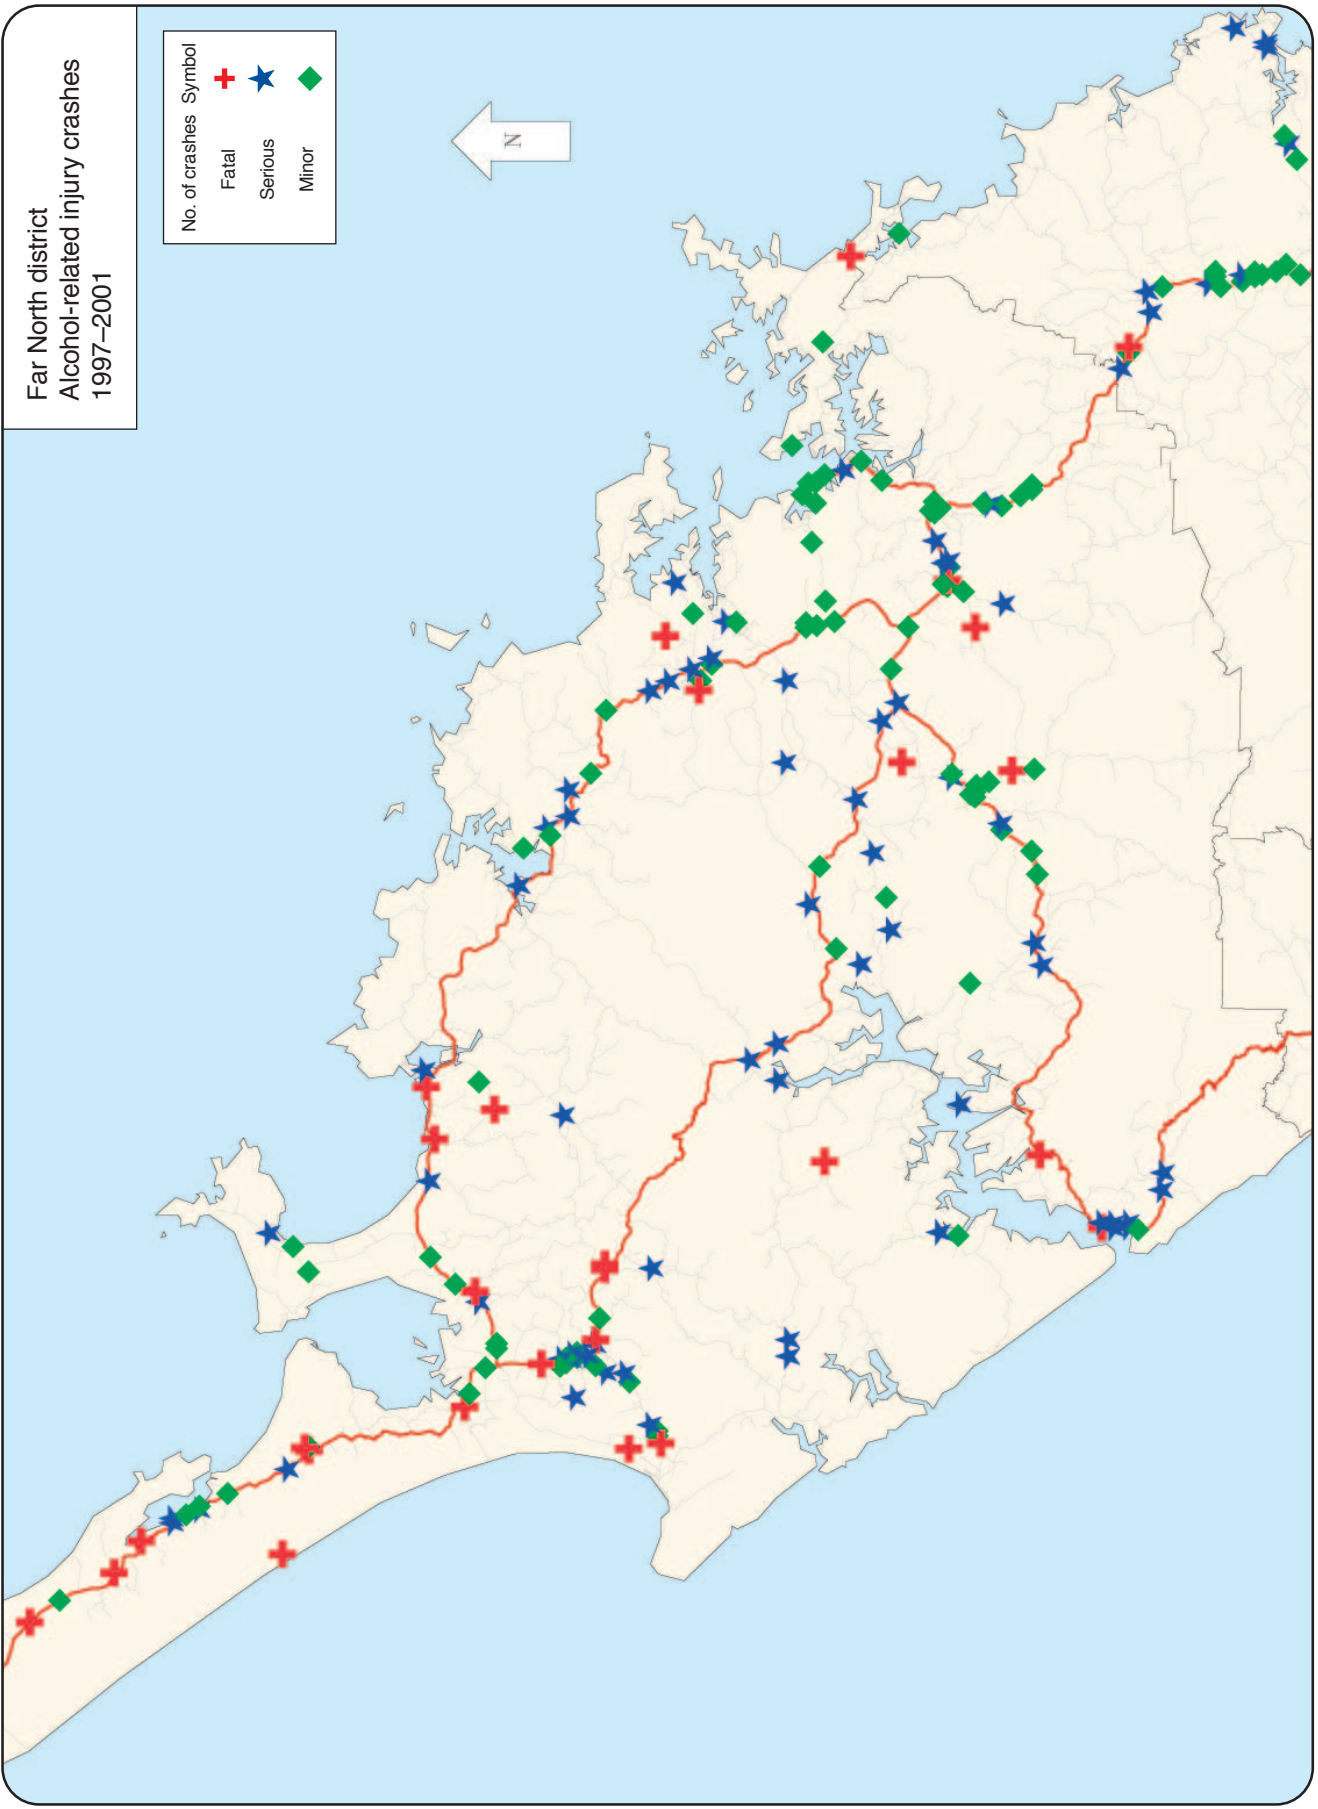 Far North district
Alcohol-related injury crashes
1997–2001
No. of crashes Symbol
Fatal
Serious
Minor
N